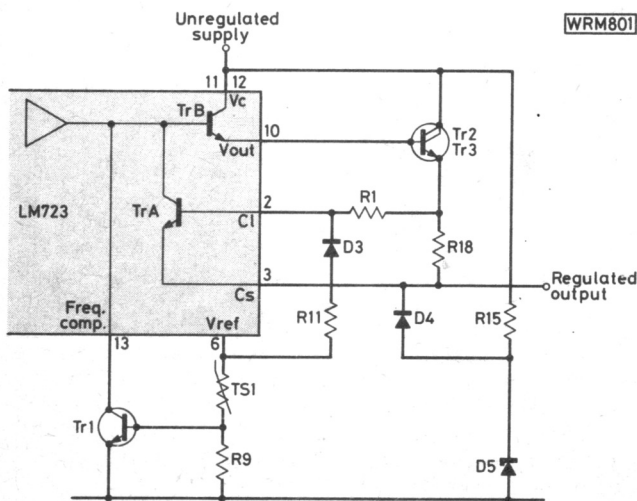 Unregulated
supply
WRM801
11 12
Vc
TrB
10
Vout
Tr2
Tr3
LM723
TrA
2
Cl
R1
D3
R18
3
Cs
Regulated
output
R11
D4
R15
Freq.
comp.
Vref
13
6
TS1
Tr1
R9
D5